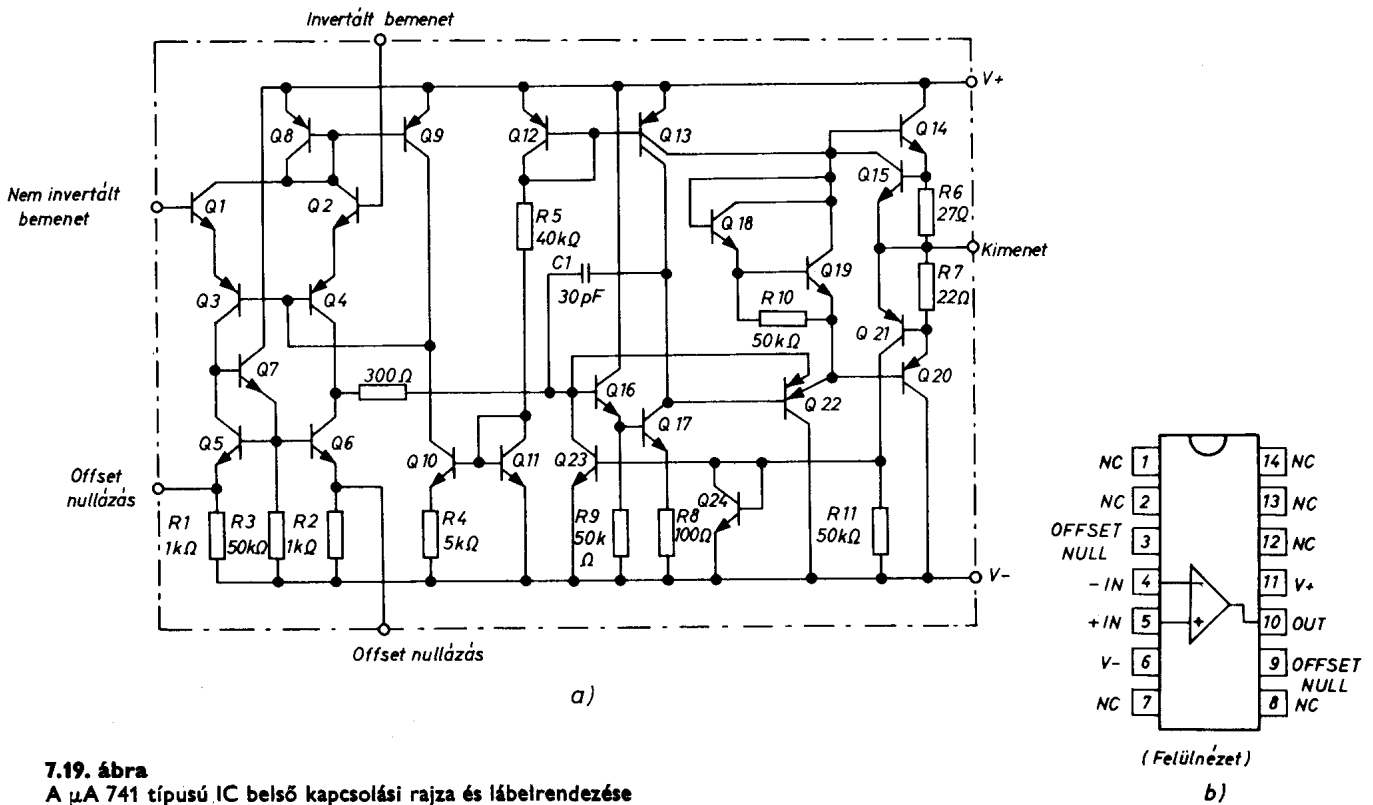 Invertált bemenet
V+
Q8
Q9
Q12
Q13
Q14
Nem invertált
bemenet
Q1
Q2
Q15
R6
27Ω
R5
40kΩ
Q18
Kimenet
C1
30pF
Q19
R7
22Ω
Q3
Q4
R10
50kΩ
Q21
Q7
300Ω
Q16
Q20
Q22
Q5
Q6
Q17
Q10
Q11
Q23
Offset
nullázás
Q24
R1
1kΩ
R3
50kΩ
R2
1kΩ
R4
5kΩ
R9
50k
Ω
R8
100Ω
R11
50kΩ
V-
Offset nullázás
a)
NC 1
14 NC
NC 2
13 NC
OFFSET
NULL
3
12 NC
- IN 4
11 V+
+ IN 5
+
10 OUT
V- 6
9 OFFSET
NULL
NC 7
8 NC
(Felülnézet)
b)
7.19. ábra
A µA 741 típusú IC belső kapcsolási rajza és lábelrendezése